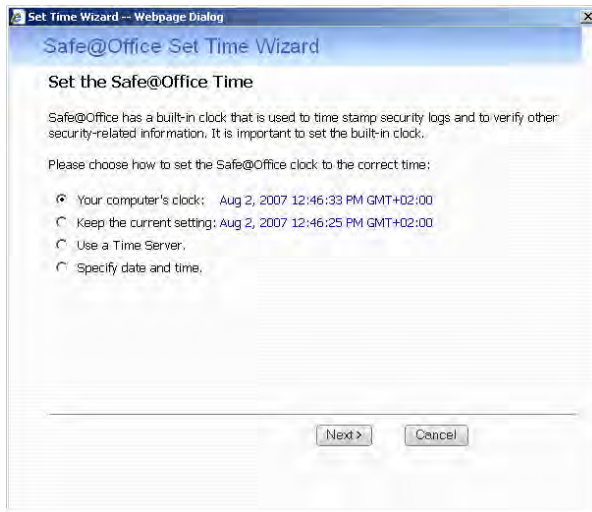 Set Time Wizard -- Webpage Dialog
Safe@Office Set Time Wizard
Set the Safe@Office Time
Safe@Office has a built-in clock that is used to time stamp security logs and to verify other
security-related information. It is important to set the built-in clock.
Please choose how to set the Safe@Office clock to the correct time:
Your computer's clock: Aug 2, 2007 12:46:33 PM GMT+02:00
Keep the current setting: Aug 2, 2007 12:46:25 PM GMT+02:00
Use a Time Server.
Specify date and time.
Next> Cancel